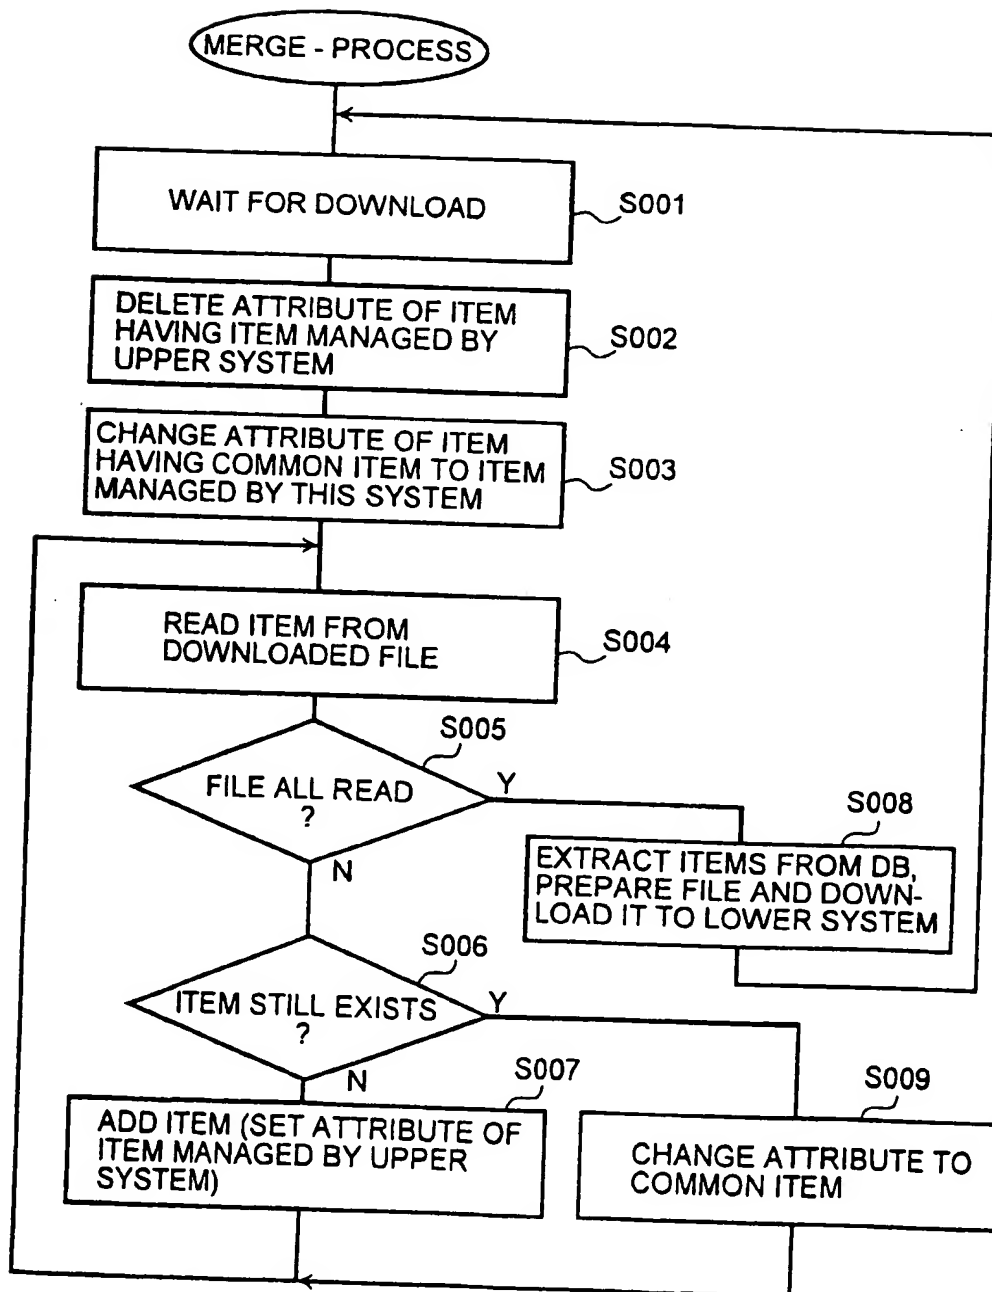 MERGE - PROCESS
WAIT FOR DOWNLOAD
S001
DELETE ATTRIBUTE OF ITEM
HAVING ITEM MANAGED BY
UPPER SYSTEM
S002
CHANGE ATTRIBUTE OF ITEM
HAVING COMMON ITEM TO ITEM
MANAGED BY THIS SYSTEM
S003
READ ITEM FROM
DOWNLOADED FILE
S004
S005
FILE ALL READ
?
Y
N
S008
EXTRACT ITEMS FROM DB,
PREPARE FILE AND DOWN-
LOAD IT TO LOWER SYSTEM
S006
ITEM STILL EXISTS
?
Y
N
S007
ADD ITEM (SET ATTRIBUTE OF
ITEM MANAGED BY UPPER
SYSTEM)
S009
CHANGE ATTRIBUTE TO
COMMON ITEM